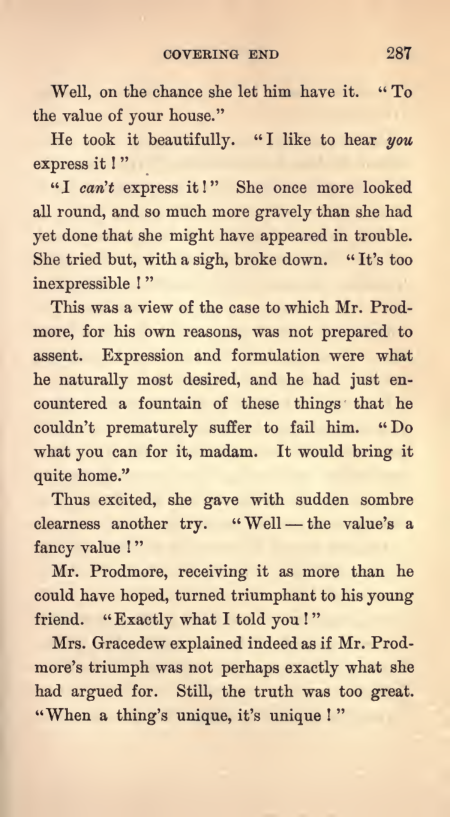 COVERING END 287
Well, on the chance she let him have it. “To
the value of your house.”
He took it beautifully. “I like to hear you
express it!”
“I can't express it!” She once more looked
all round, and so much more gravely than she had
yet done that she might have appeared in trouble.
She tried but, with a sigh, broke down. “It's too
inexpressible!”
This was a view of the case to which Mr. Prod-
more, for his own reasons, was not prepared to
assent. Expression and formulation were what
he naturally most desired, and he had just en-
countered a fountain of these things that he
couldn't prematurely suffer to fail him. “Do
what you can for it, madam. It would bring it
quite home.”
Thus excited, she gave with sudden sombre
clearness another try. “Well — the value's a
fancy value!”
Mr. Prodmore, receiving it as more than he
could have hoped, turned triumphant to his young
friend. “Exactly what I told you!”
Mrs. Gracedew explained indeed as if Mr. Prod-
more's triumph was not perhaps exactly what she
had argued for. Still, the truth was too great.
“When a thing's unique, it's unique!”